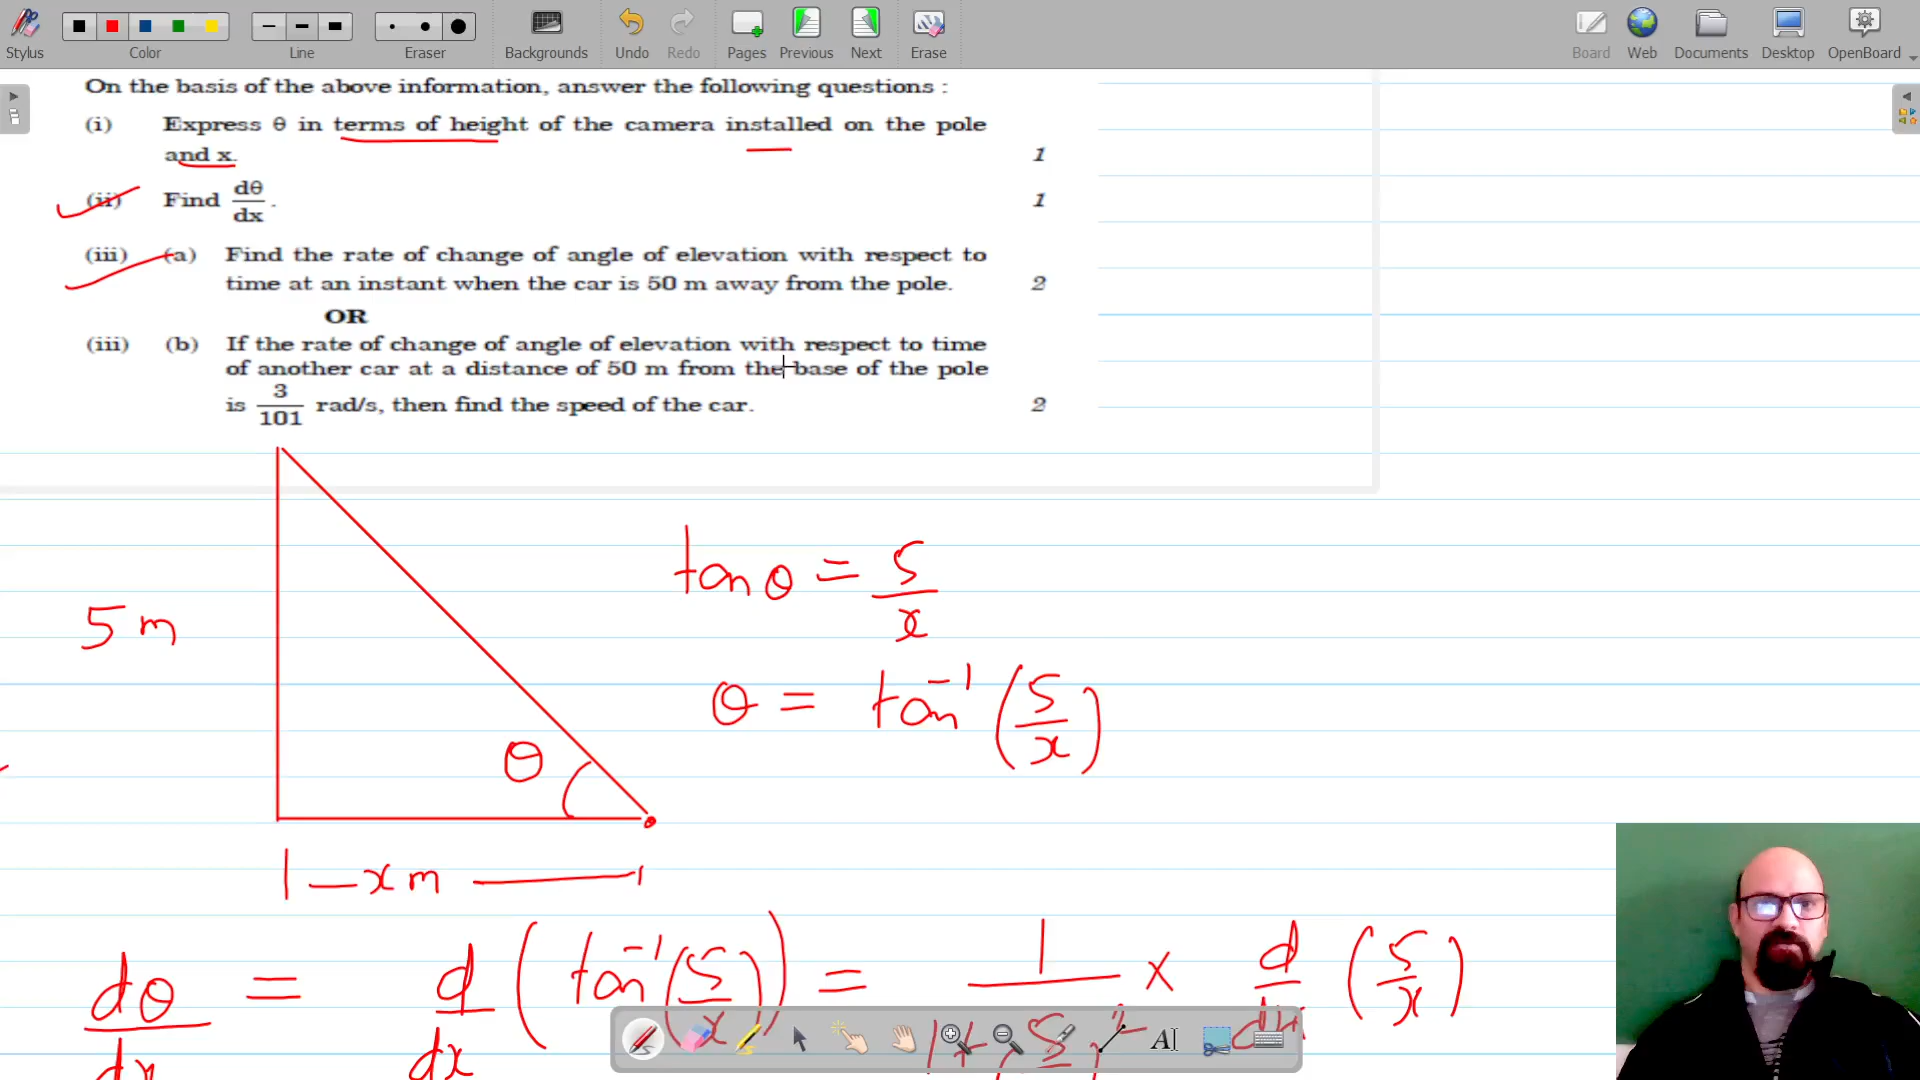 Stylus Color Line Eraser Backgrounds Undo Redo Pages Previous Next Erase Board Web Documents Desktop OpenBoard
On the basis of the above information, answer the following questions :
(i) Express θ in terms of height of the camera installed on the pole
and x. 1
(ii) Find dθ/dx . 1
(iii) (a) Find the rate of change of angle of elevation with respect to
time at an instant when the car is 50 m away from the pole. 2
OR
(iii) (b) If the rate of change of angle of elevation with respect to time
of another car at a distance of 50 m from the base of the pole
is 3/101 rad/s, then find the speed of the car. 2
tan θ = 5/x
5 m
θ = tan⁻¹ (5/x)
θ
x m
dθ/dx = d/dx (tan⁻¹(5/x)) = 1/1+(5/x)² × d/dx (5/x)
AI